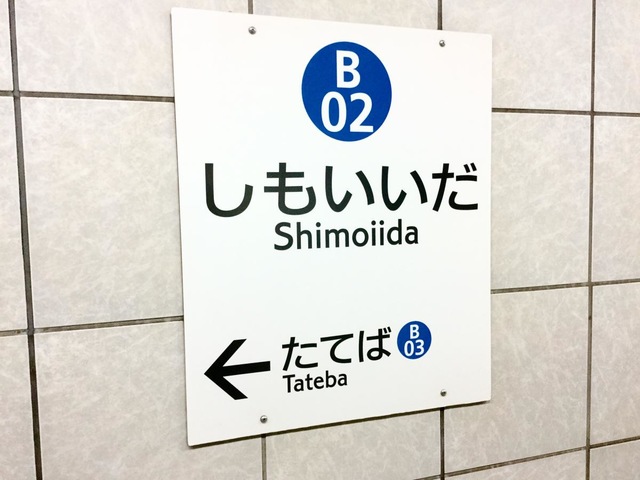 B
02
しもいいだ
Shimoiida
← たてば B 03
Tateba